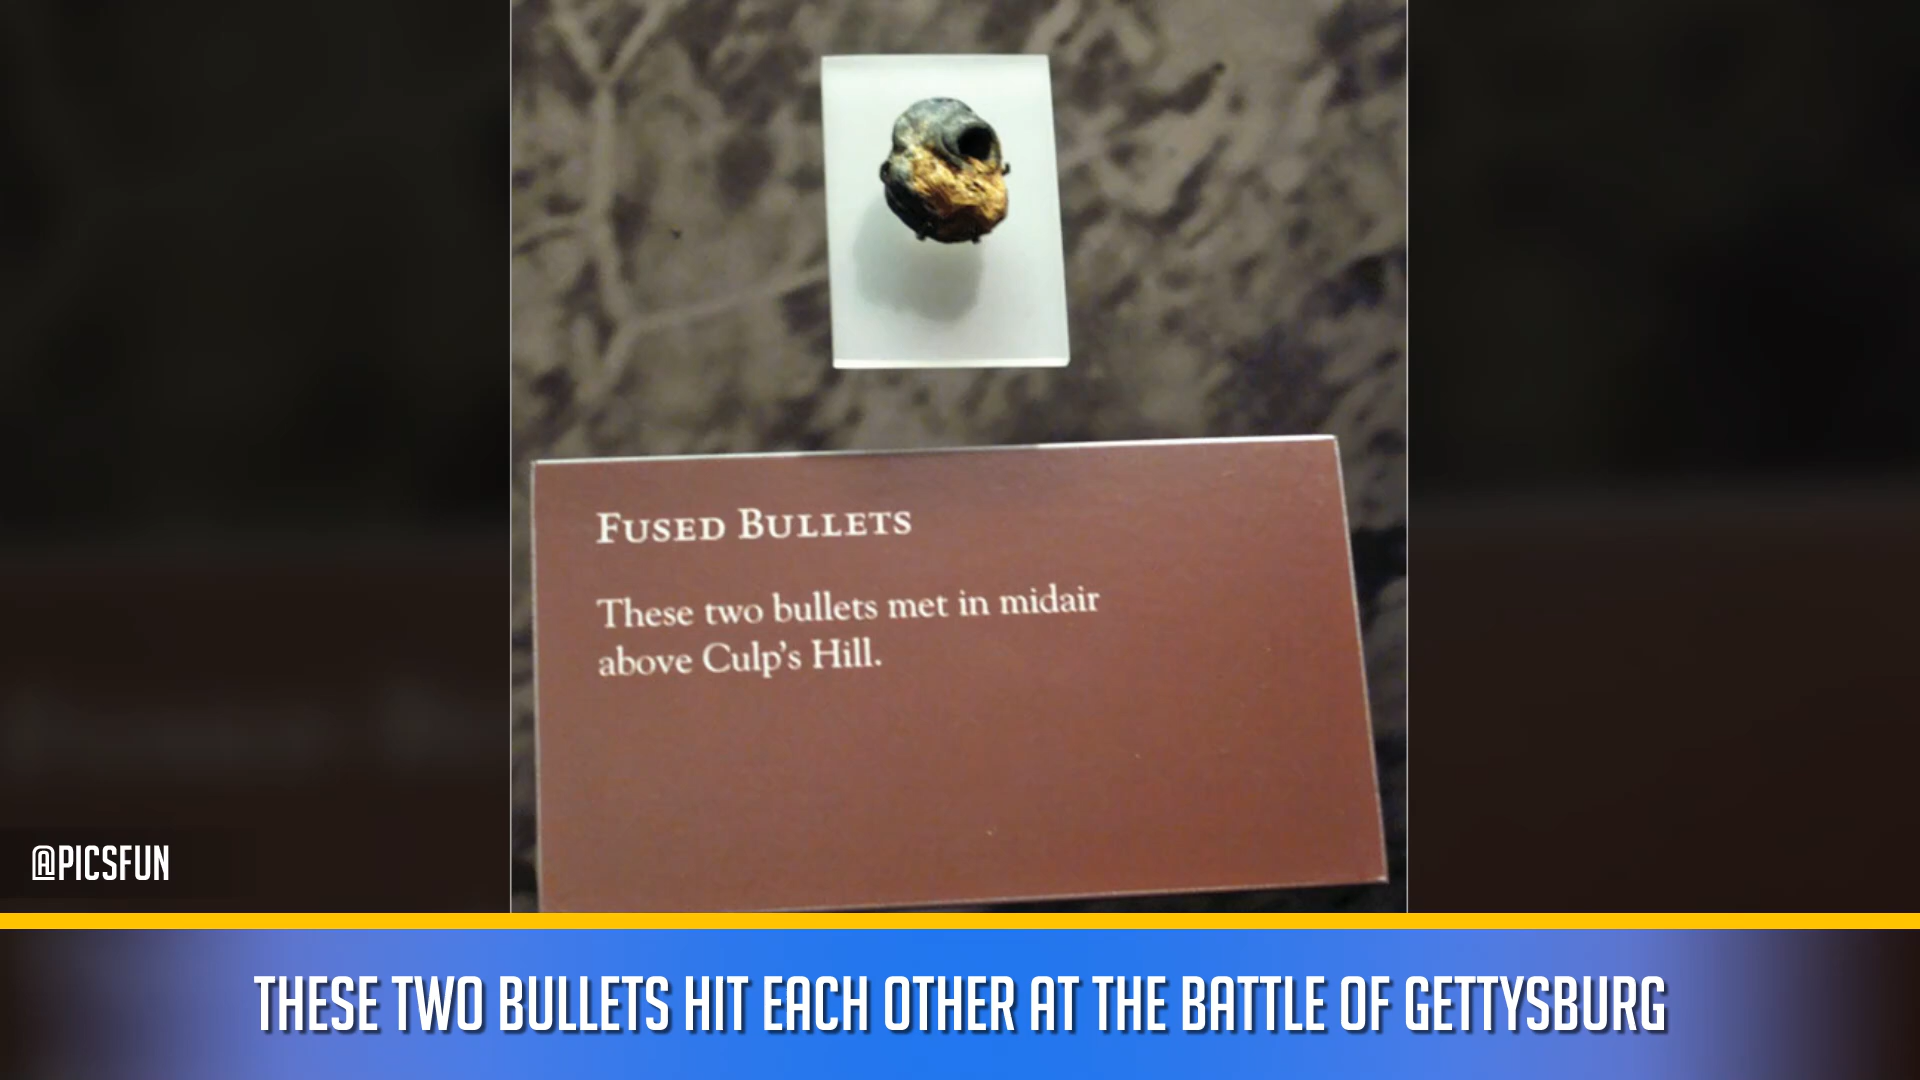 FUSED BULLETS
These two bullets met in midair
above Culp's Hill.
@PICSFUN
THESE TWO BULLETS HIT EACH OTHER AT THE BATTLE OF GETTYSBURG